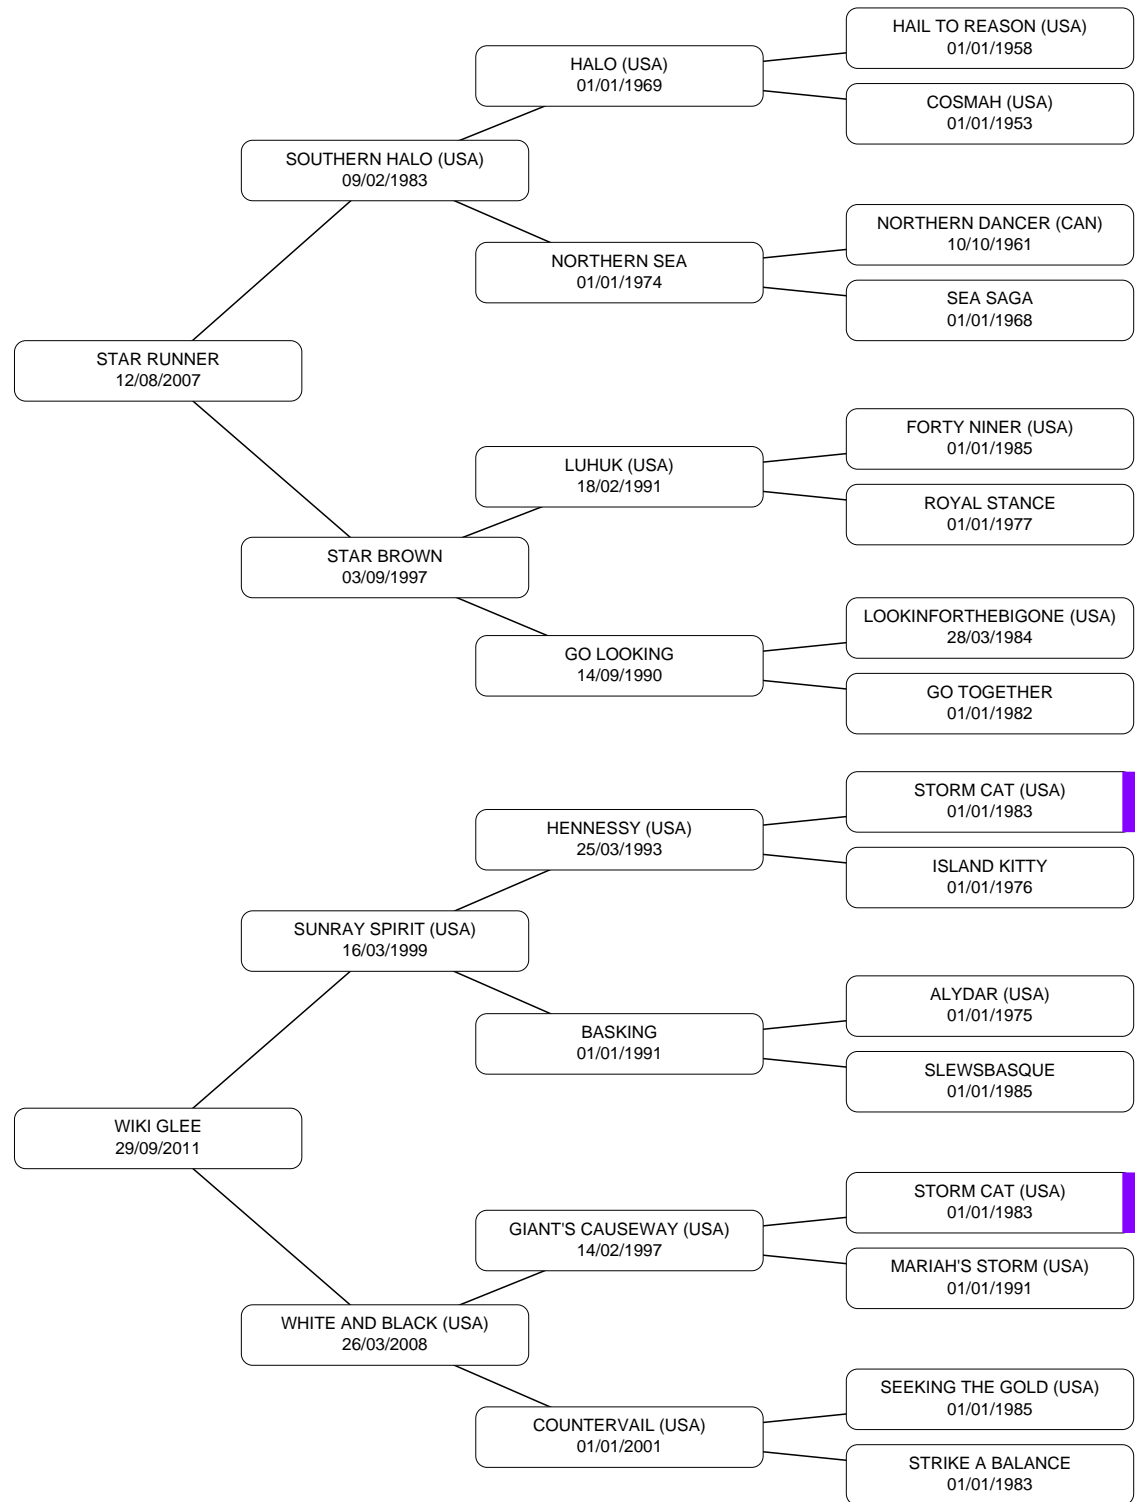 HAIL TO REASON (USA)
01/01/1958
HALO (USA)
01/01/1969
COSMAH (USA)
01/01/1953
SOUTHERN HALO (USA)
09/02/1983
NORTHERN DANCER (CAN)
10/10/1961
NORTHERN SEA
01/01/1974
SEA SAGA
01/01/1968
STAR RUNNER
12/08/2007
FORTY NINER (USA)
01/01/1985
LUHUK (USA)
18/02/1991
ROYAL STANCE
01/01/1977
STAR BROWN
03/09/1997
LOOKINFORTHEBIGONE (USA)
28/03/1984
GO LOOKING
14/09/1990
GO TOGETHER
01/01/1982
STORM CAT (USA)
01/01/1983
HENNESSY (USA)
25/03/1993
ISLAND KITTY
01/01/1976
SUNRAY SPIRIT (USA)
16/03/1999
ALYDAR (USA)
01/01/1975
BASKING
01/01/1991
SLEWSBASQUE
01/01/1985
WIKI GLEE
29/09/2011
STORM CAT (USA)
01/01/1983
GIANT'S CAUSEWAY (USA)
14/02/1997
MARIAH'S STORM (USA)
01/01/1991
WHITE AND BLACK (USA)
26/03/2008
SEEKING THE GOLD (USA)
01/01/1985
COUNTERVAIL (USA)
01/01/2001
STRIKE A BALANCE
01/01/1983